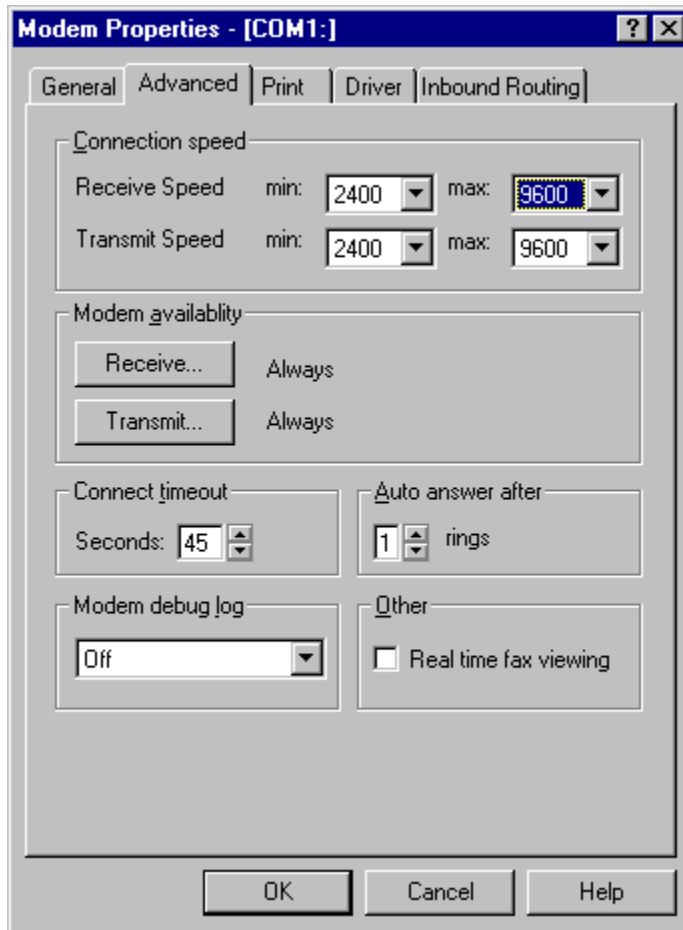 Modem Properties - [COM1:]
General Advanced Print Driver Inbound Routing
Connection speed
Receive Speed min: 2400 max: 9600
Transmit Speed min: 2400 max: 9600
Modem availablity
Receive... Always
Transmit... Always
Connect timeout Auto answer after
Seconds: 45 1 rings
Modem debug log Other
Off Real time fax viewing
OK Cancel Help